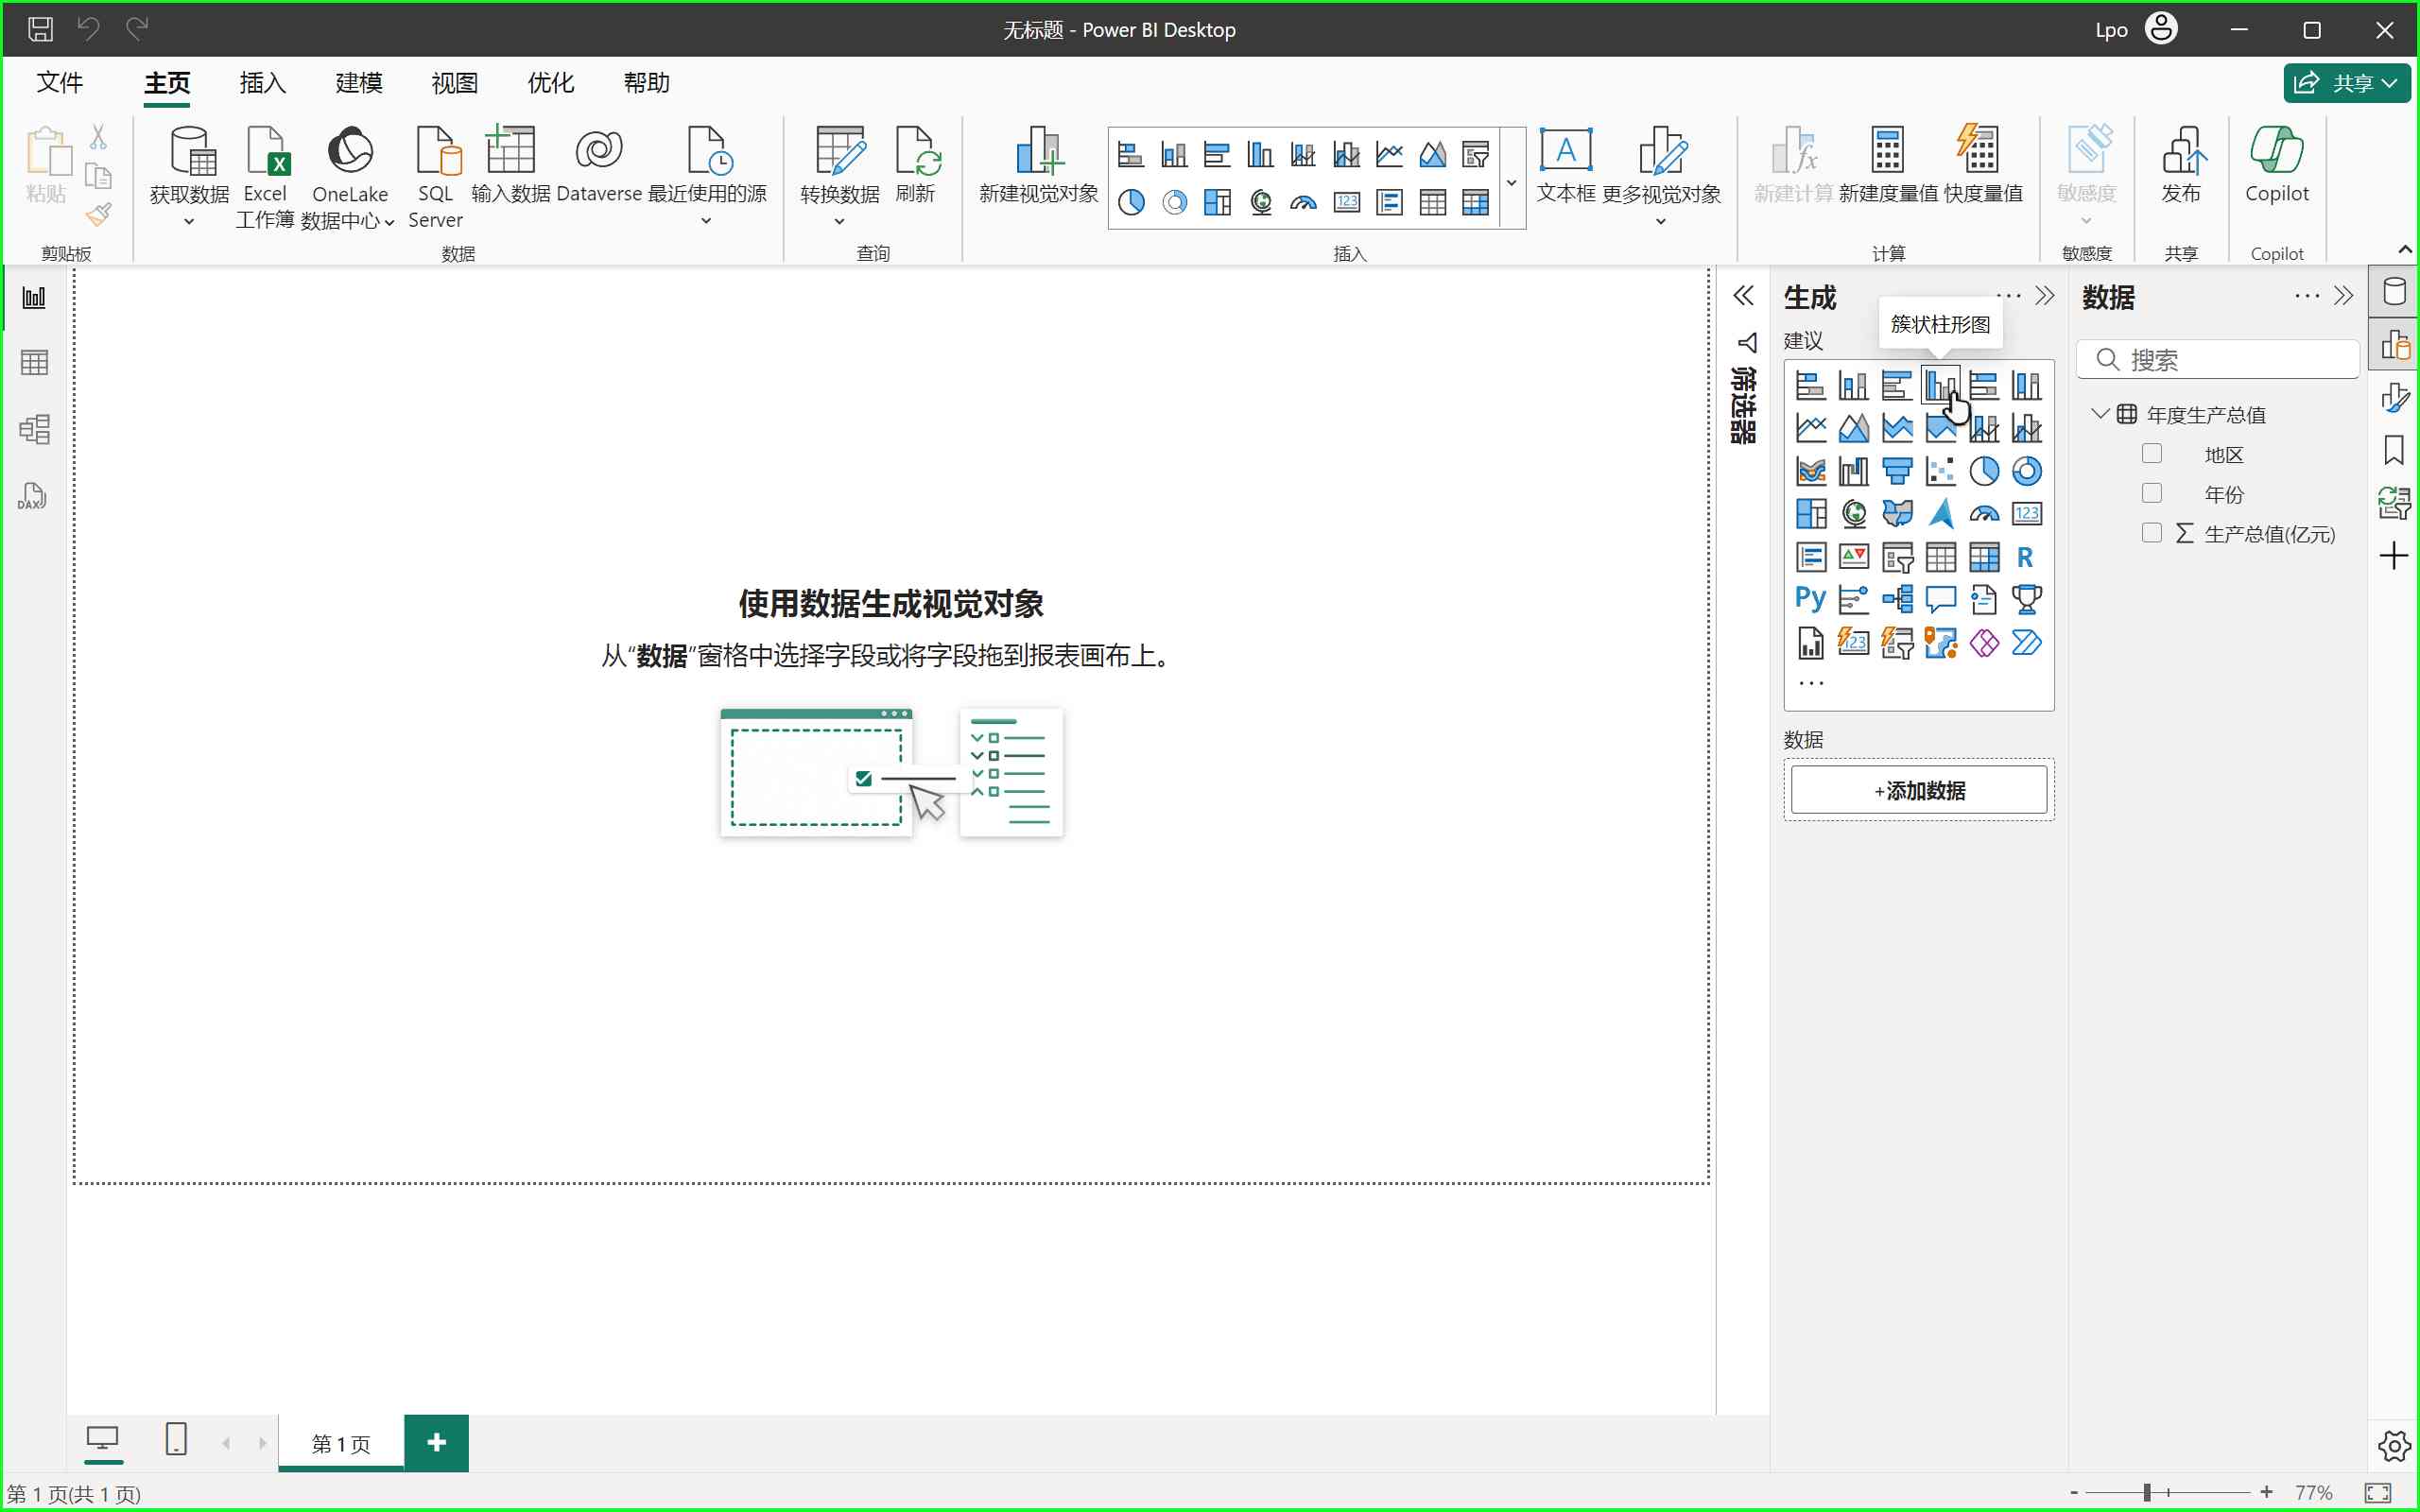 无标题 - Power BI Desktop
Lpo
文件 主页 插入 建模 视图 优化 帮助
共享
粘贴
剪贴板
获取数据
Excel 工作簿
OneLake 数据中心
SQL Server
输入数据
Dataverse
最近使用的源
数据
转换数据
刷新
查询
新建视觉对象
文本框
更多视觉对象
插入
新建计算
新建度量值
快度量值
计算
敏感度
敏感度
发布
共享
Copilot
Copilot
DAX
使用数据生成视觉对象
从“数据”窗格中选择字段或将字段拖到报表画布上。
筛选器
生成
簇状柱形图
建议
123
R
Py
123
数据
+添加数据
数据
搜索
年度生产总值
地区
年份
∑ 生产总值(亿元)
第 1 页
第 1 页(共 1 页)
- + 77%